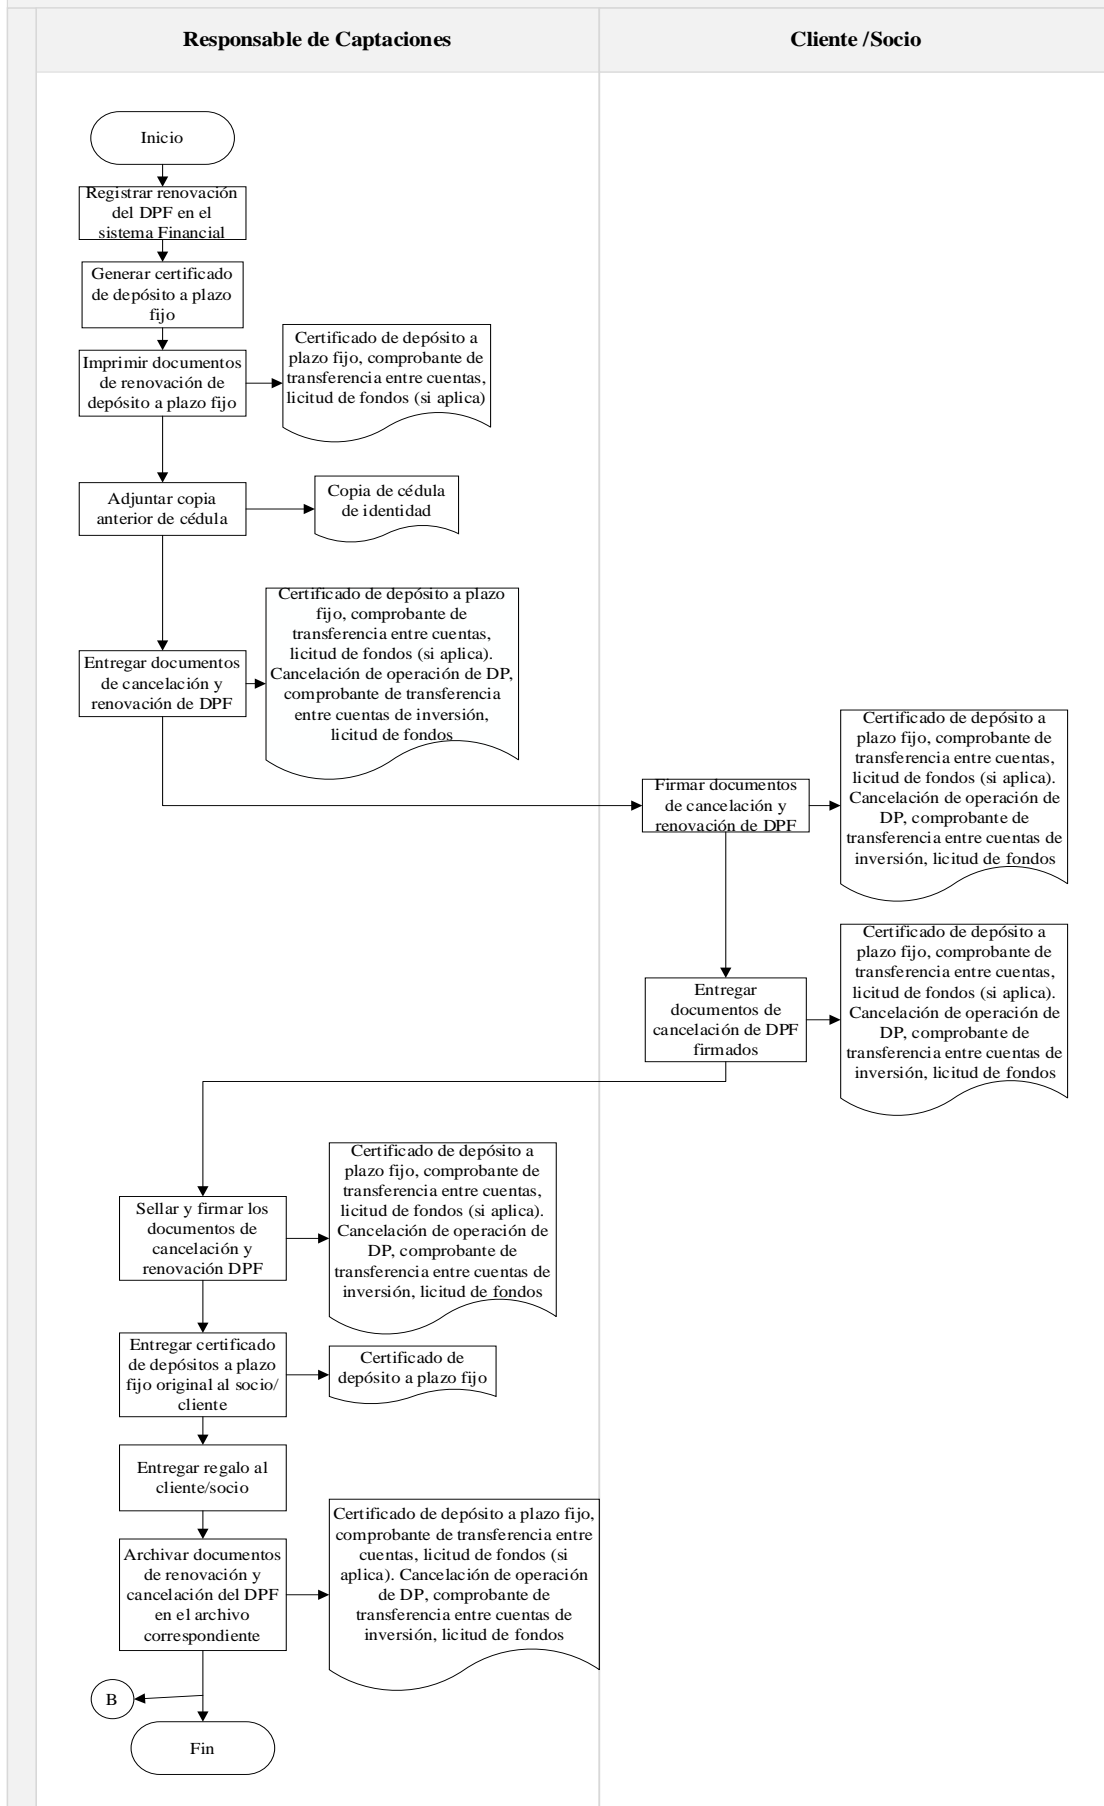 Responsable de Captaciones
Cliente /Socio
Inicio
Registrar renovación
del DPF en el
sistema Financial
Generar certificado
de depósito a plazo
fijo
Imprimir documentos
de renovación de
depósito a plazo fijo
Certificado de depósito a
plazo fijo, comprobante de
transferencia entre cuentas,
licitud de fondos (si aplica)
Adjuntar copia
anterior de cédula
Copia de cédula
de identidad
Entregar documentos
de cancelación y
renovación de DPF
Certificado de depósito a plazo
fijo, comprobante de
transferencia entre cuentas,
licitud de fondos (si aplica).
Cancelación de operación de DP,
comprobante de transferencia
entre cuentas de inversión,
licitud de fondos
Firmar documentos
de cancelación y
renovación de DPF
Certificado de depósito a
plazo fijo, comprobante de
transferencia entre cuentas,
licitud de fondos (si aplica).
Cancelación de operación de
DP, comprobante de
transferencia entre cuentas de
inversión, licitud de fondos
Entregar
documentos de
cancelación de DPF
firmados
Certificado de depósito a
plazo fijo, comprobante de
transferencia entre cuentas,
licitud de fondos (si aplica).
Cancelación de operación de
DP, comprobante de
transferencia entre cuentas de
inversión, licitud de fondos
Sellar y firmar los
documentos de
cancelación y
renovación DPF
Certificado de depósito a
plazo fijo, comprobante de
transferencia entre cuentas,
licitud de fondos (si aplica).
Cancelación de operación de
DP, comprobante de
transferencia entre cuentas de
inversión, licitud de fondos
Entregar certificado
de depósitos a plazo
fijo original al socio/
cliente
Certificado de
depósito a plazo fijo
Entregar regalo al
cliente/socio
Archivar documentos
de renovación y
cancelación del DPF
en el archivo
correspondiente
Certificado de depósito a plazo fijo,
comprobante de transferencia entre
cuentas, licitud de fondos (si
aplica). Cancelación de operación
de DP, comprobante de
transferencia entre cuentas de
inversión, licitud de fondos
B
Fin